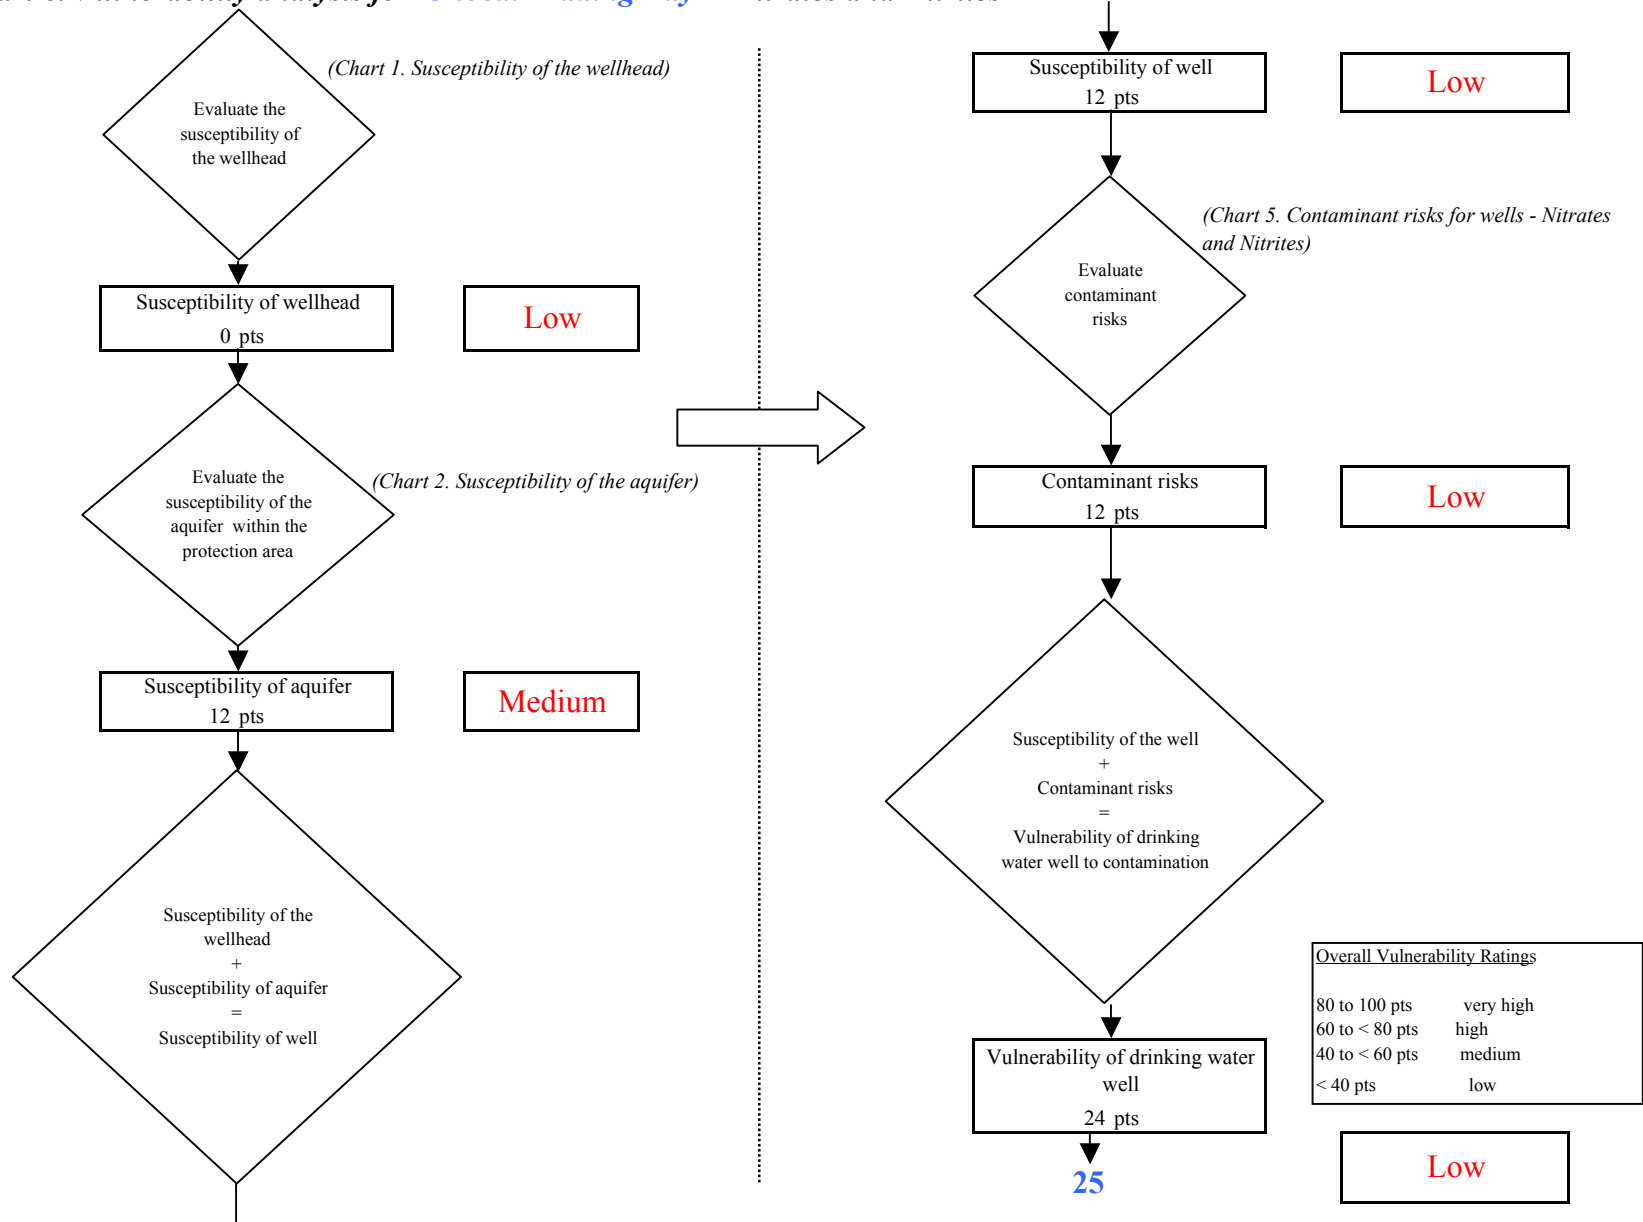 (Chart 1. Susceptibility of the wellhead)
Evaluate the
susceptibility of
the wellhead
Susceptibility of wellhead
0 pts
Low
Evaluate the
susceptibility of the
aquifer within the
protection area
(Chart 2. Susceptibility of the aquifer)
Susceptibility of aquifer
12 pts
Medium
Susceptibility of the
wellhead
+
Susceptibility of aquifer
=
Susceptibility of well
Susceptibility of well
12 pts
Low
(Chart 5. Contaminant risks for wells - Nitrates
and Nitrites)
Evaluate
contaminant
risks
Contaminant risks
12 pts
Low
Susceptibility of the well
+
Contaminant risks
=
Vulnerability of drinking
water well to contamination
Overall Vulnerability Ratings
80 to 100 pts very high
60 to < 80 pts high
40 to < 60 pts medium
< 40 pts low
Vulnerability of drinking water
well
24 pts
25
Low